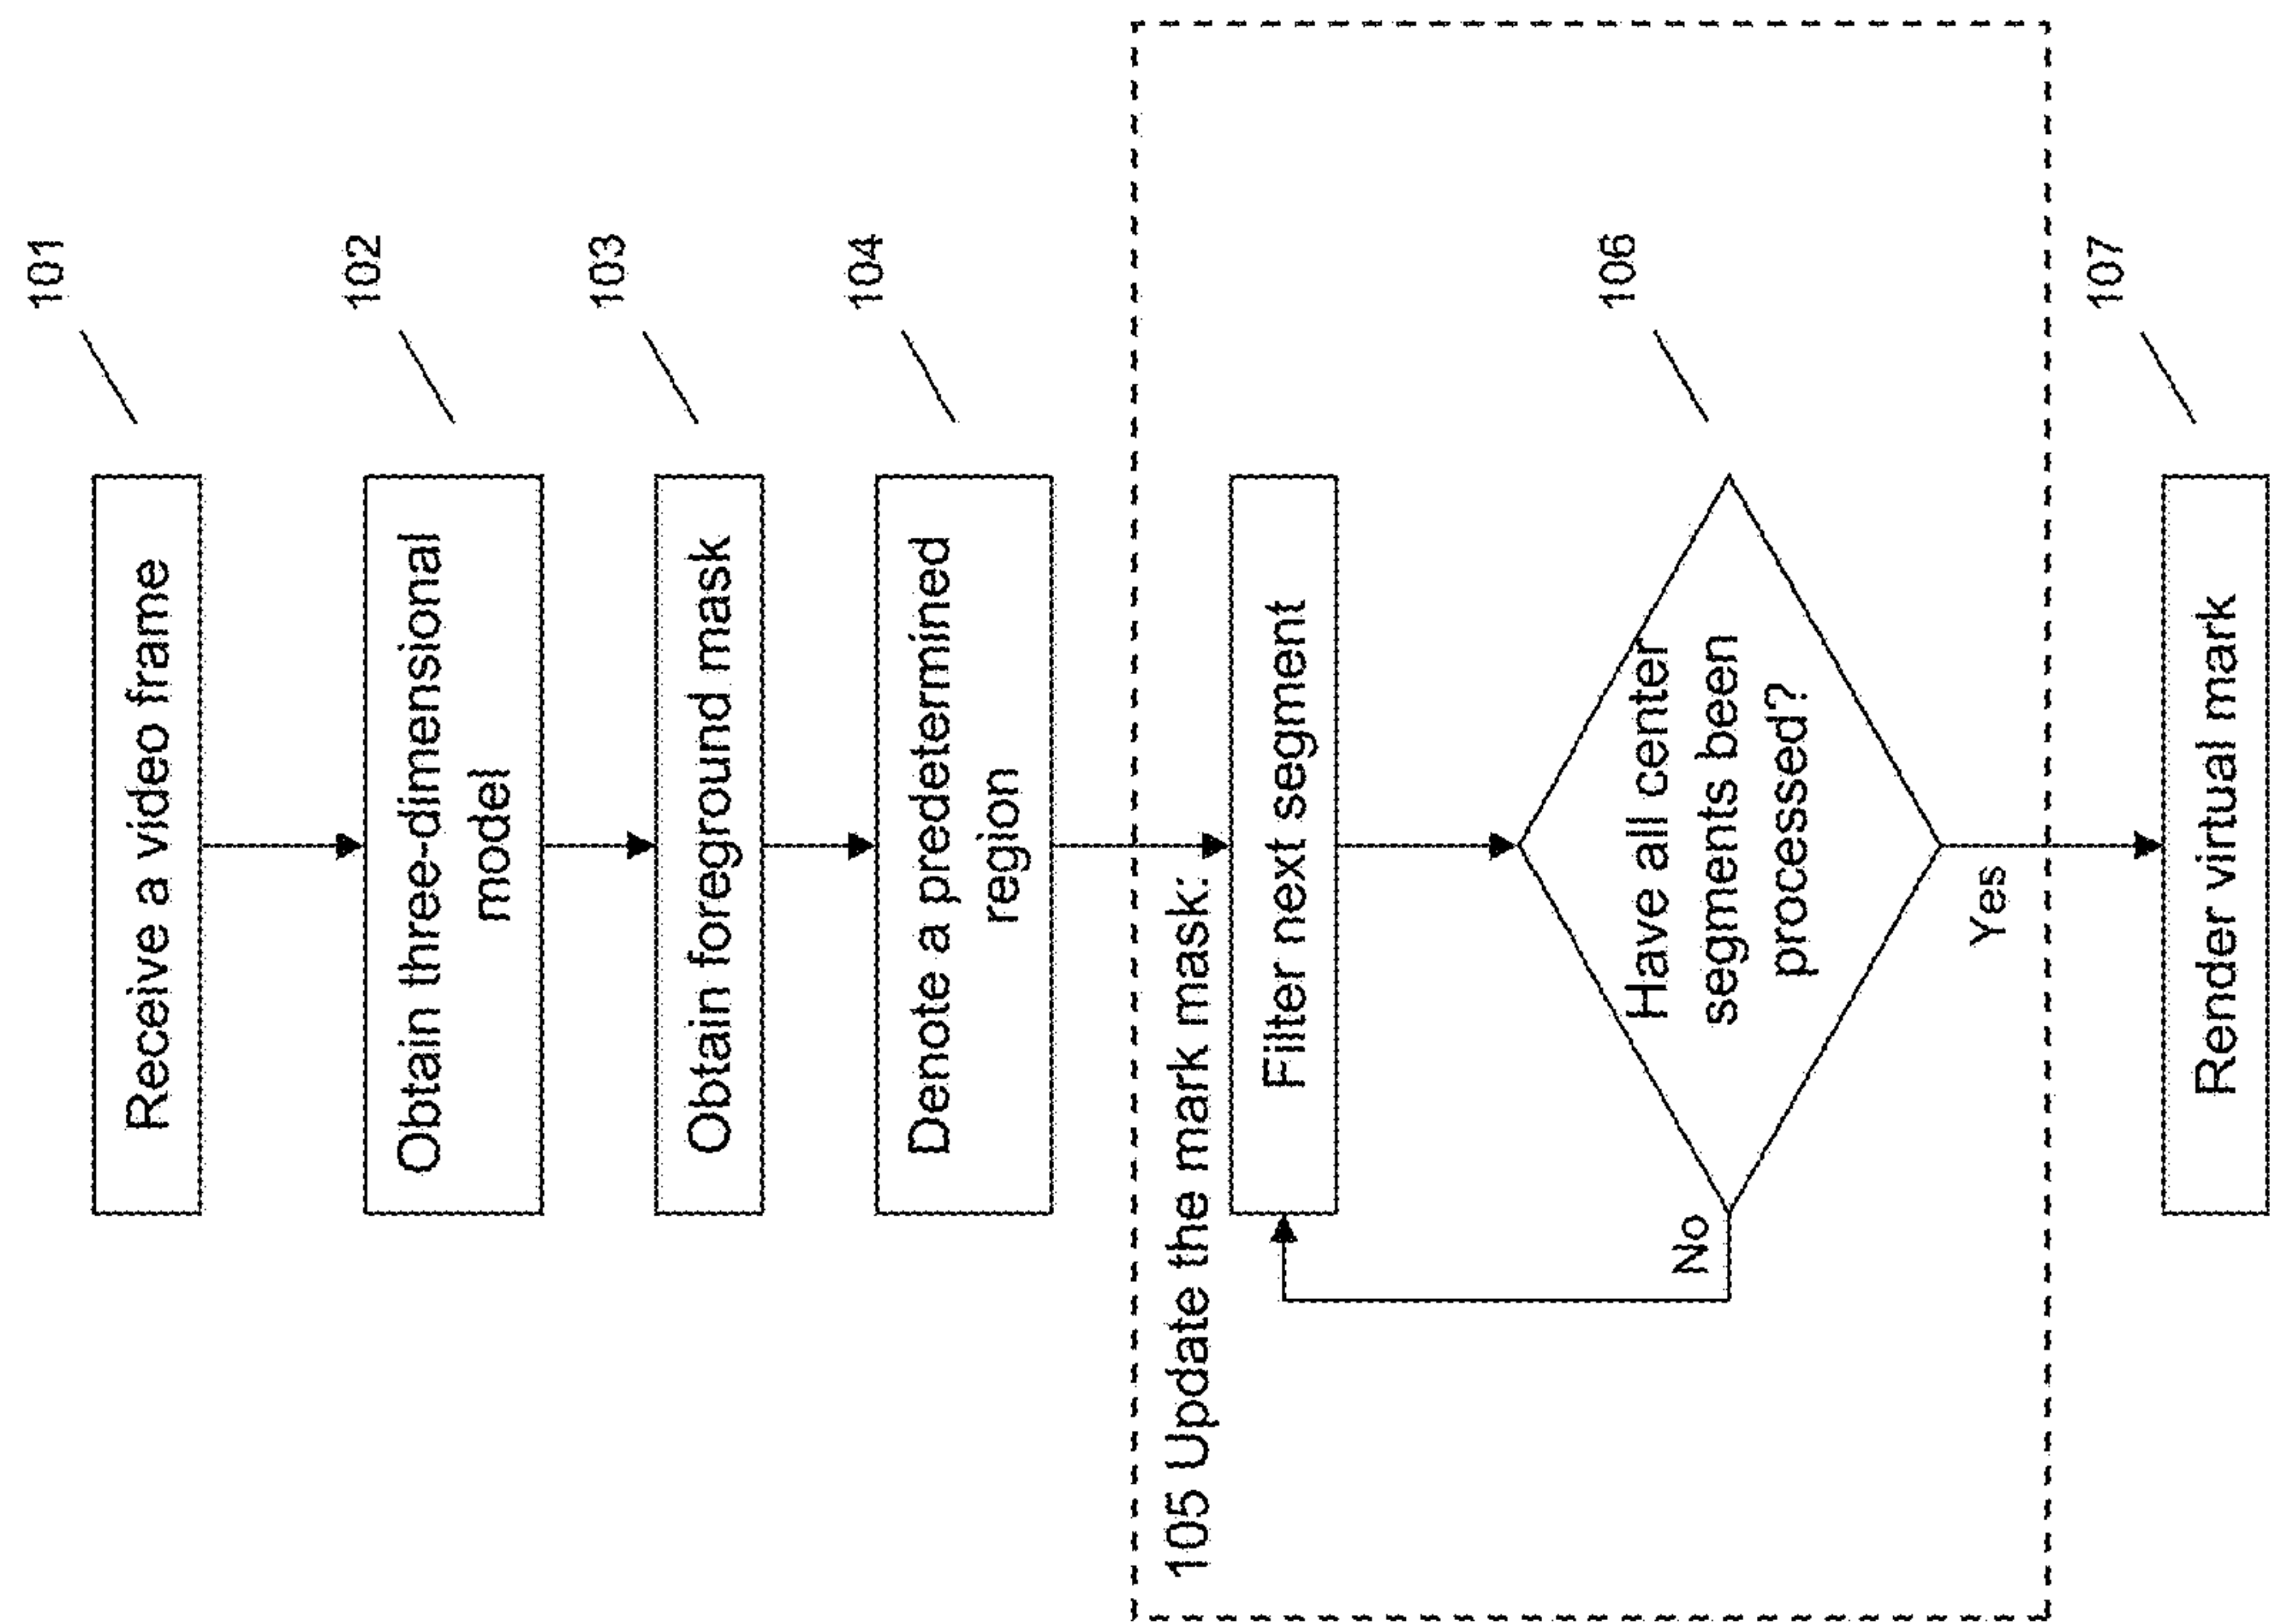 101
Receive a video frame
102
Obtain three-dimensional
model
103
Obtain foreground mask
104
Denote a predetermined
region
105 Update the mark mask:
Filter next segment
106
Have all center
segments been
processed?
No
Yes
107
Render virtual mark